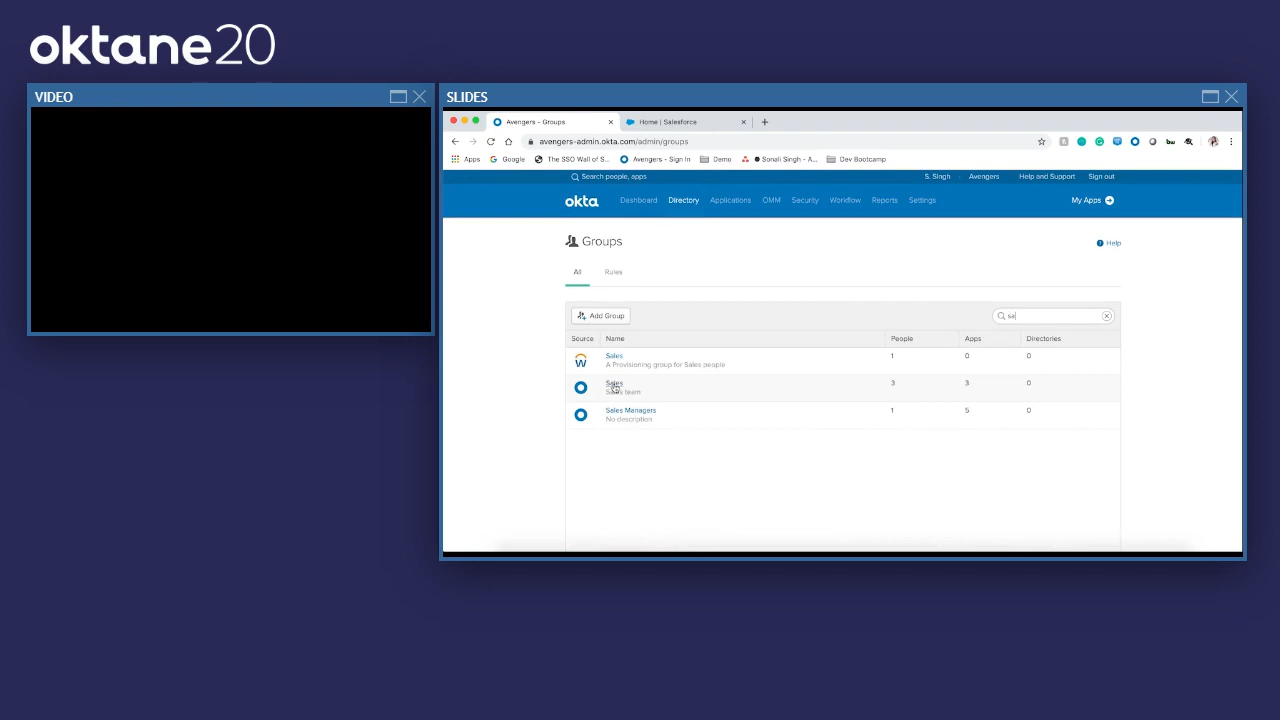 oktane20
VIDEO
SLIDES
Avengers - Groups
Home | Salesforce
avengers-admin.okta.com/admin/groups
Apps Google The SSO Wall of S... Avengers - Sign In Demo Sonali Singh - A... Dev Bootcamp
Search people, apps S. Singh Avengers Help and Support Sign out
okta Dashboard Directory Applications OMM Security Workflow Reports Settings My Apps
Groups Help
All Rules
Add Group sa
Source Name People Apps Directories
Sales 1 0 0
A Provisioning group for Sales people
Sales 3 3 0
Sales team
Sales Managers 1 5 0
No description